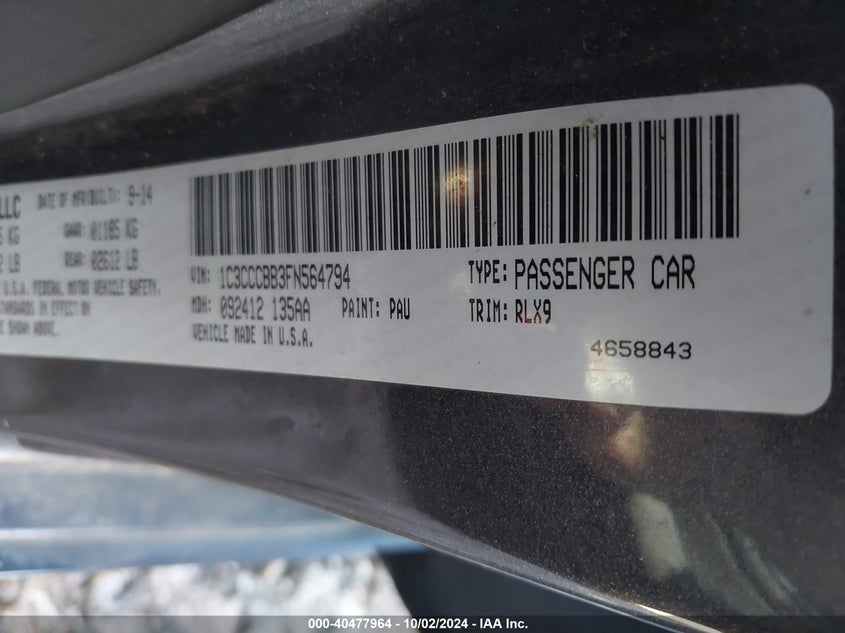 LLC DATE OF MFR(BUILT): 9-14
KG GAWR: 01185 KG
LB REAR: 02612 LB
U.S.A. FEDERAL MOTOR VEHICLE SAFETY,
STANDARDS IN EFFECT ON
SHOWN ABOVE.
VIN: 1C3CCCBB3FN564794 TYPE: PASSENGER CAR
MDH: 092412 135AA PAINT: PAU TRIM: RLX9
VEHICLE MADE IN U.S.A. 4658843
000-40477964 - 10/02/2024 - IAA Inc.